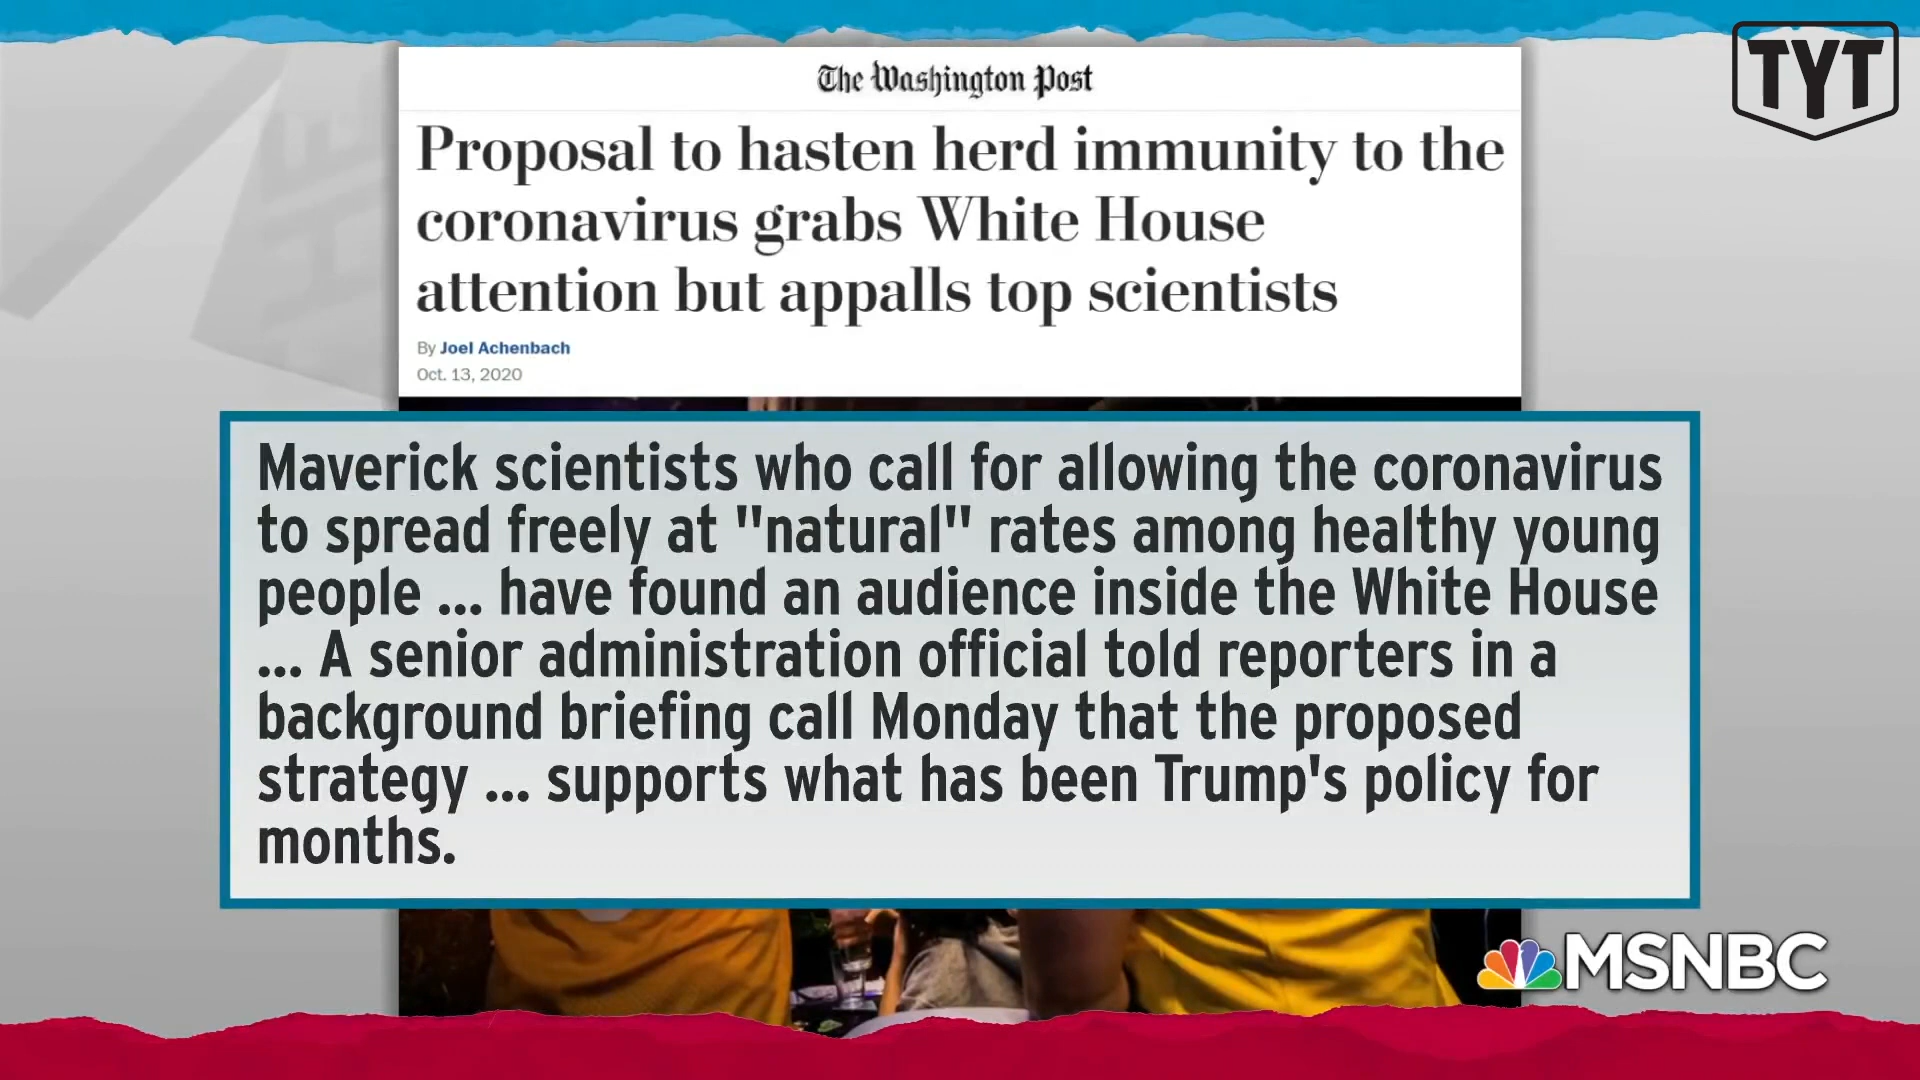 TYT
The Washington Post
Proposal to hasten herd immunity to the
coronavirus grabs White House
attention but appalls top scientists
By Joel Achenbach
Oct. 13, 2020
Maverick scientists who call for allowing the coronavirus
to spread freely at "natural" rates among healthy young
people ... have found an audience inside the White House
... A senior administration official told reporters in a
background briefing call Monday that the proposed
strategy ... supports what has been Trump's policy for
months.
MSNBC